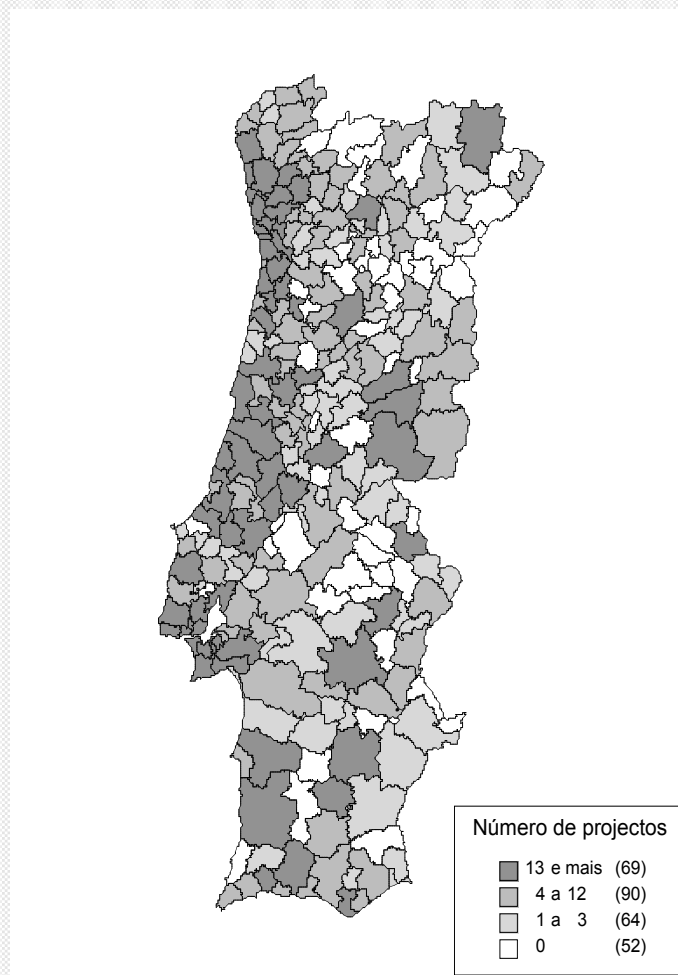 Número de projectos
13 e mais (69)
4 a 12 (90)
1 a 3 (64)
0 (52)